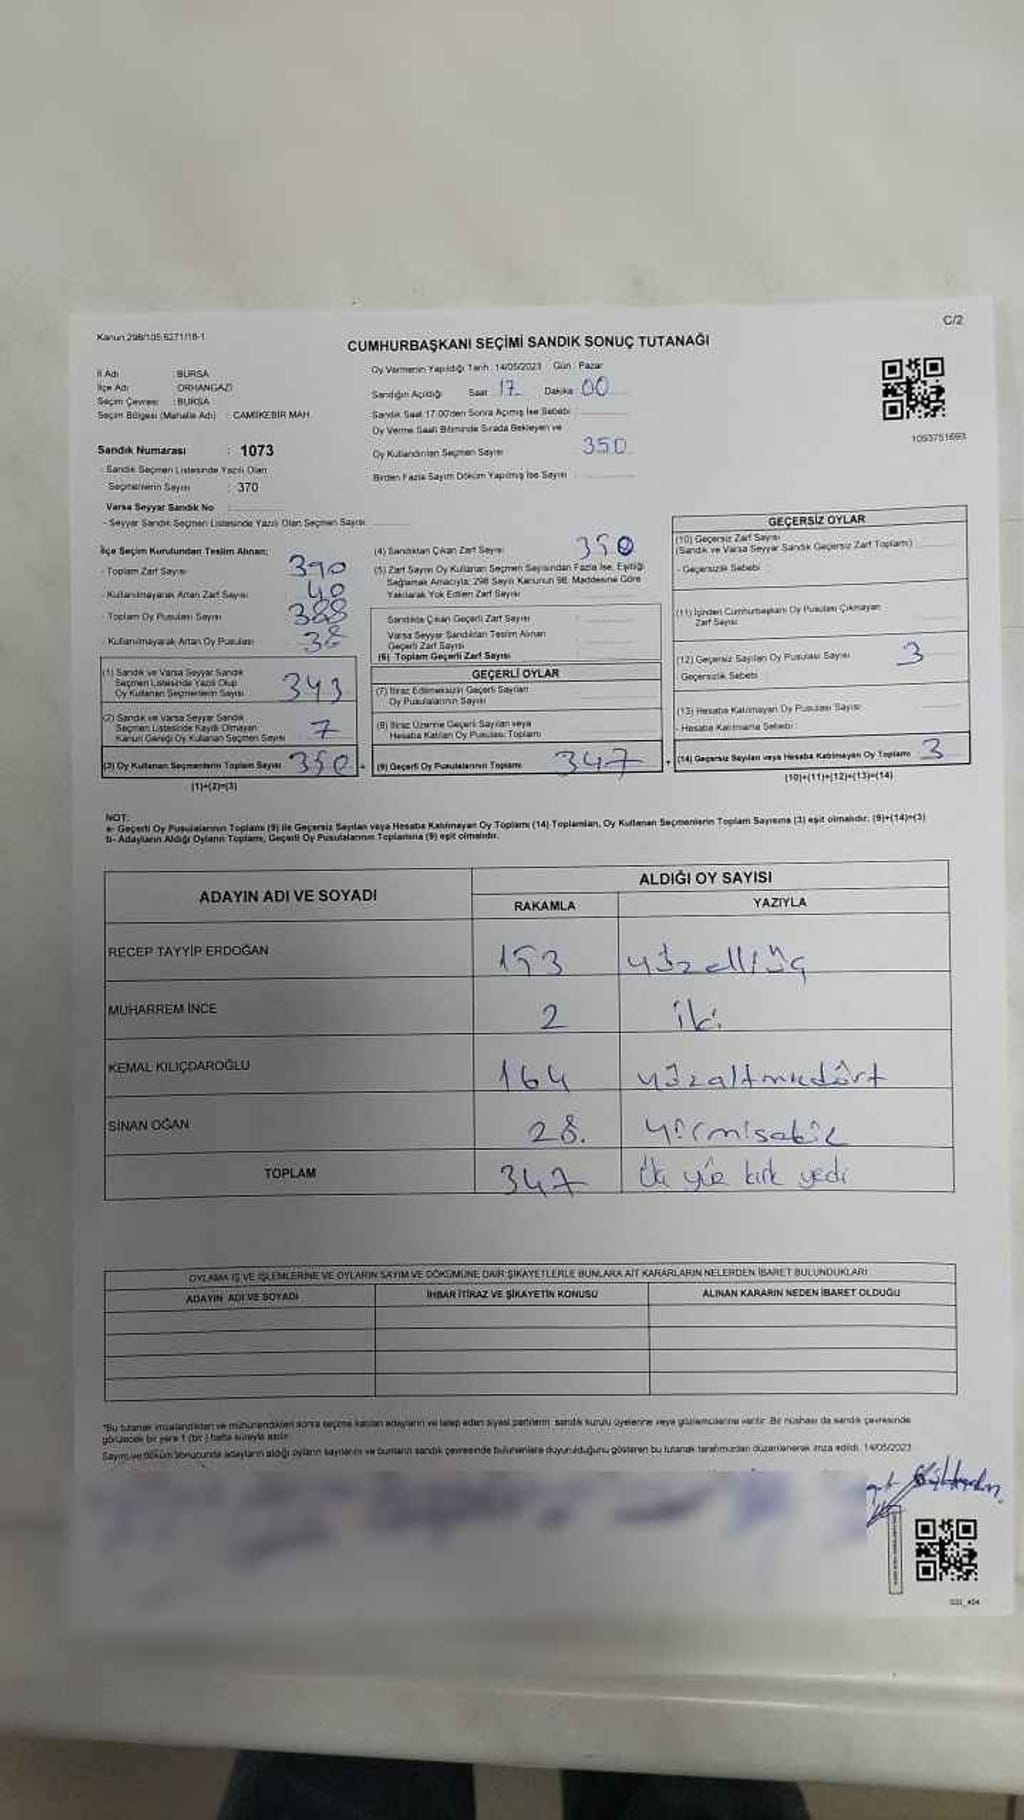 Kanun 298/105,6271/16-1
C/2
CUMHURBAŞKANI SEÇİMİ SANDIK SONUÇ TUTANAĞI
İl Adı : BURSA
İlçe Adı : ORHANGAZİ
Seçim Çevresi : BURSA
Seçim Bölgesi (Mahalle Adı) : CAMİİKEBİR MAH.
Sandık Numarası : 1073
- Sandık Seçmen Listesinde Yazılı Olan
Seçmenlerin Sayısı : 370
Varsa Seyyar Sandık No
- Seyyar Sandık Seçmen Listesinde Yazılı Olan Seçmen Sayısı
Oy Vermenin Yapıldığı Tarih : 14/05/2023 Gün : Pazar
Sandığın Açıldığı Saat 17 Dakika 00
Sandık Saat 17:00'den Sonra Açılmış İse Sebebi :
Oy Verme Saati Bitiminde Sırada Bekleyen ve
Oy Kullandırılan Seçmen Sayısı 350
Birden Fazla Sayım Döküm Yapılmış İse Sayısı
1093751693
İlçe Seçim Kurulundan Teslim Alınan:
- Toplam Zarf Sayısı 390
- Kullanılmayarak Artan Zarf Sayısı 40
- Toplam Oy Pusulası Sayısı 388
- Kullanılmayarak Artan Oy Pusulası 38
(1) Sandık ve Varsa Seyyar Sandık
Seçmen Listesinde Yazılı Olup
Oy Kullanan Seçmenlerin Sayısı 343
(2) Sandık ve Varsa Seyyar Sandık
Seçmen Listesinde Kayıtlı Olmayan
Kanun Gereği Oy Kullanan Seçmen Sayısı 7
(3) Oy Kullanan Seçmenlerin Toplam Sayısı 350
(1)+(2)=(3)
(4) Sandıktan Çıkan Zarf Sayısı 350
(5) Zarf Sayısı Oy Kullanan Seçmen Sayısından Fazla İse, Eşitliği
Sağlamak Amacıyla; 298 Sayılı Kanunun 98. Maddesine Göre
Yakılarak Yok Edilen Zarf Sayısı
Sandıkta Çıkan Geçerli Zarf Sayısı
Varsa Seyyar Sandıktan Teslim Alınan
Geçerli Zarf Sayısı
(6) Toplam Geçerli Zarf Sayısı
GEÇERLİ OYLAR
(7) İtiraz Edilmeksizin Geçerli Sayılan
Oy Pusulalarının Sayısı
(8) İtiraz Üzerine Geçerli Sayılan veya
Hesaba Katılan Oy Pusulası Toplamı
(9) Geçerli Oy Pusulalarının Toplamı 347
GEÇERSİZ OYLAR
(10) Geçersiz Zarf Sayısı
(Sandık ve Varsa Seyyar Sandık Geçersiz Zarf Toplamı)
- Geçersizlik Sebebi :
(11) İçinden Cumhurbaşkanı Oy Pusulası Çıkmayan
Zarf Sayısı
(12) Geçersiz Sayılan Oy Pusulası Sayısı 3
Geçersizlik Sebebi
(13) Hesaba Katılmayan Oy Pusulası Sayısı
- Hesaba Katılmama Sebebi :
(14) Geçersiz Sayılan veya Hesaba Katılmayan Oy Toplamı 3
(10)+(11)+(12)+(13)=(14)
NOT:
a- Geçerli Oy Pusulalarının Toplamı (9) ile Geçersiz Sayılan veya Hesaba Katılmayan Oy Toplamı (14) Toplamları, Oy Kullanan Seçmenlerin Toplam Sayısına (3) eşit olmalıdır. (9)+(14)=(3)
b- Adayların Aldığı Oyların Toplamı, Geçerli Oy Pusulalarının Toplamına (9) eşit olmalıdır.
ADAYIN ADI VE SOYADI
ALDIĞI OY SAYISI
RAKAMLA YAZIYLA
RECEP TAYYİP ERDOĞAN 153 yüzelliüç
MUHARREM İNCE 2 iki
KEMAL KILIÇDAROĞLU 164 yüzaltmıdört
SİNAN OĞAN 28. yirmisekiz
TOPLAM 347 Üç yüz kırk yedi
OYLAMA İŞ VE İŞLEMLERİNE VE OYLARIN SAYIM VE DÖKÜMÜNE DAİR ŞİKAYETLERLE BUNLARA AİT KARARLARIN NELERDEN İBARET BULUNDUKLARI
ADAYIN ADI VE SOYADI İHBAR İTİRAZ VE ŞİKAYETİN KONUSU ALINAN KARARIN NEDEN İBARET OLDUĞU
*Bu tutanak imzalandıktan ve mühürlendikten sonra seçime katılan adayların ve talep eden siyasi partilerin sandık kurulu üyelerine veya gözlemcilerine verilir. Bir nüshası da sandık çevresinde
görülecek bir yere 1 (bir) hafta süreyle asılır.
Sayım ve döküm sonucunda adayların aldığı oyların sayılarını ve bunların sandık çevresinde bulunanlara duyurulduğunu gösteren bu tutanak tarafımızdan düzenlenerek imza edildi. 14/05/2023